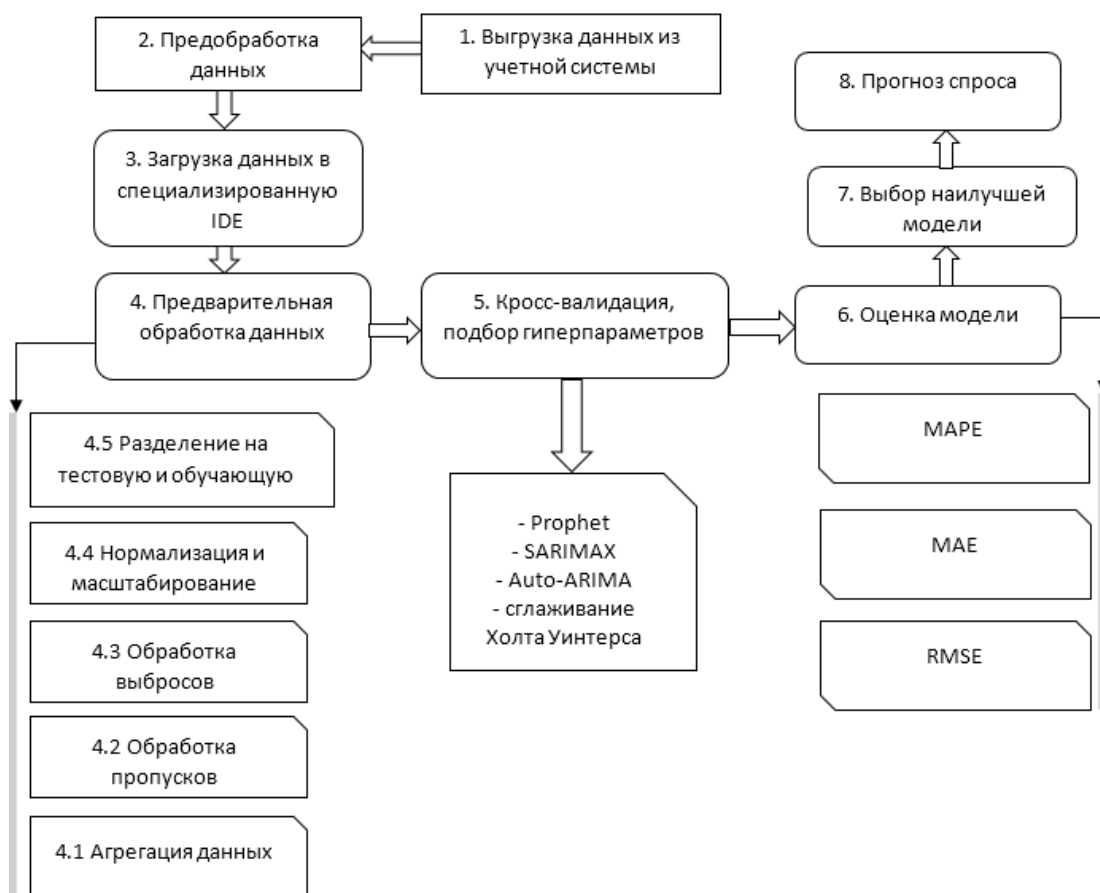 2. Предобработка
данных
1. Выгрузка данных из
учетной системы
8. Прогноз спроса
3. Загрузка данных в
специализированную
IDE
7. Выбор наилучшей
модели
4. Предварительная
обработка данных
5. Кросс-валидация,
подбор гиперпараметров
6. Оценка модели
4.5 Разделение на
тестовую и обучающую
4.4 Нормализация и
масштабирование
4.3 Обработка
выбросов
4.2 Обработка
пропусков
4.1 Агрегация данных
- Prophet
- SARIMAX
- Auto-ARIMA
- сглаживание
Холта Уинтерса
MAPE
MAE
RMSE